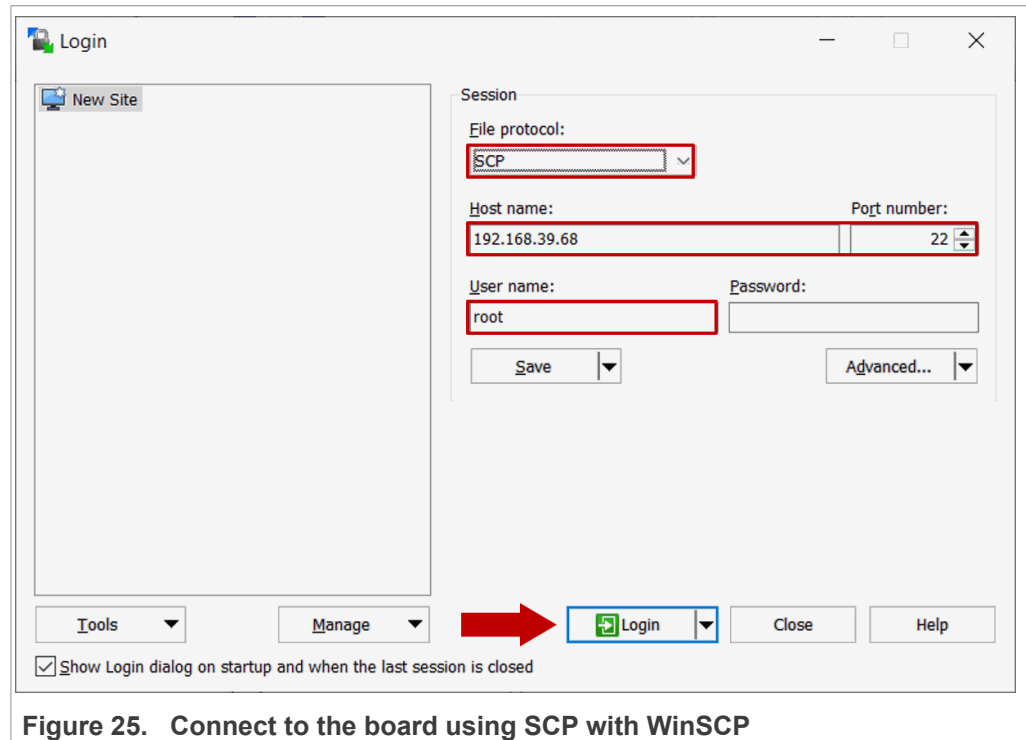 Login
New Site
Session
File protocol:
SCP
Host name:
Port number:
192.168.39.68
22
User name:
Password:
root
Save
Advanced...
Tools
Manage
Login
Close
Help
Show Login dialog on startup and when the last session is closed
Figure 25. Connect to the board using SCP with WinSCP